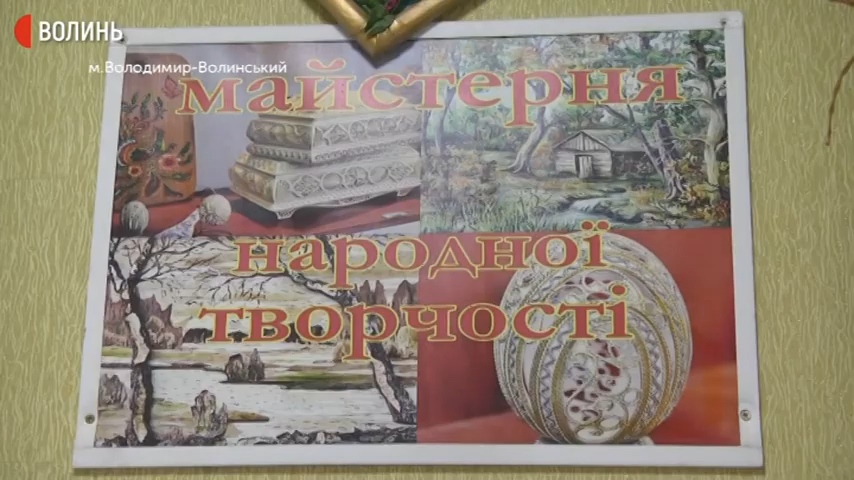 ВОЛИНЬ
м.Володимир-Волинський
майстерня
народної
творчості